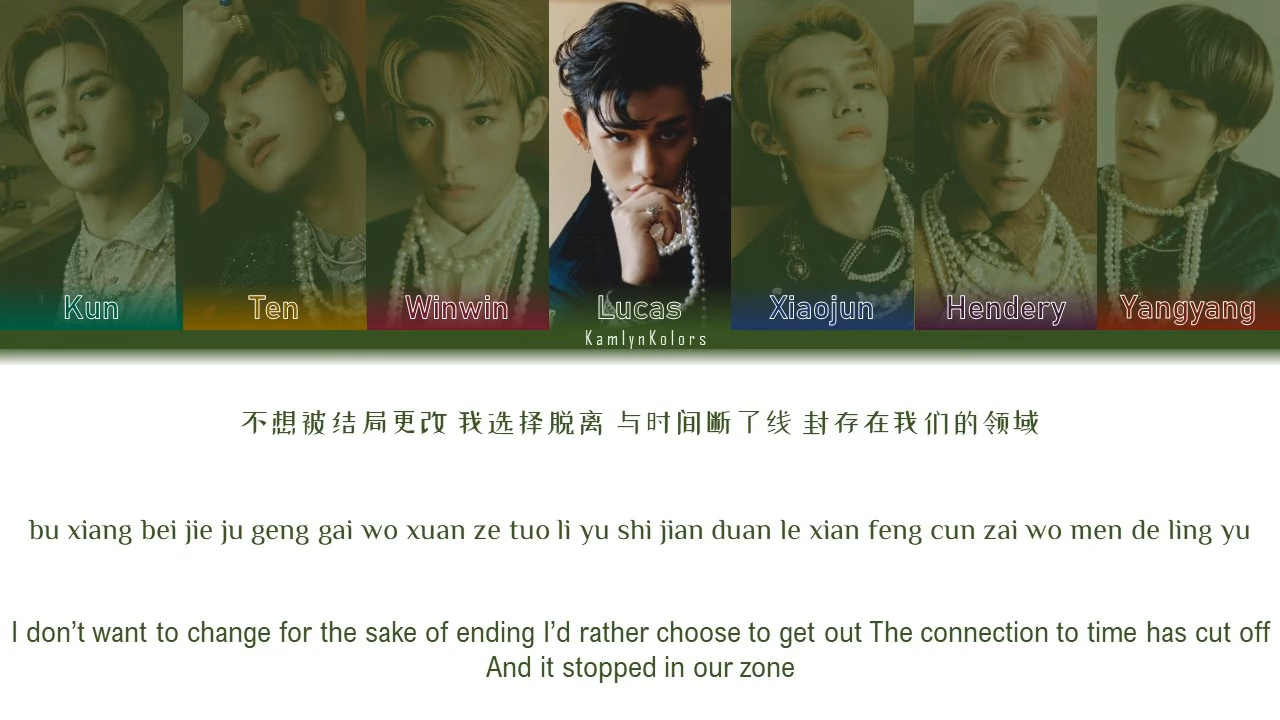 Kun Ten Winwin Lucas Xiaojun Hendery Yangyang
KamlynKolors
不想被结局更改 我选择脱离 与时间断了线 封存在我们的领域
bu xiang bei jie ju geng gai wo xuan ze tuo li yu shi jian duan le xian feng cun zai wo men de ling yu
I don’t want to change for the sake of ending I’d rather choose to get out The connection to time has cut off
And it stopped in our zone